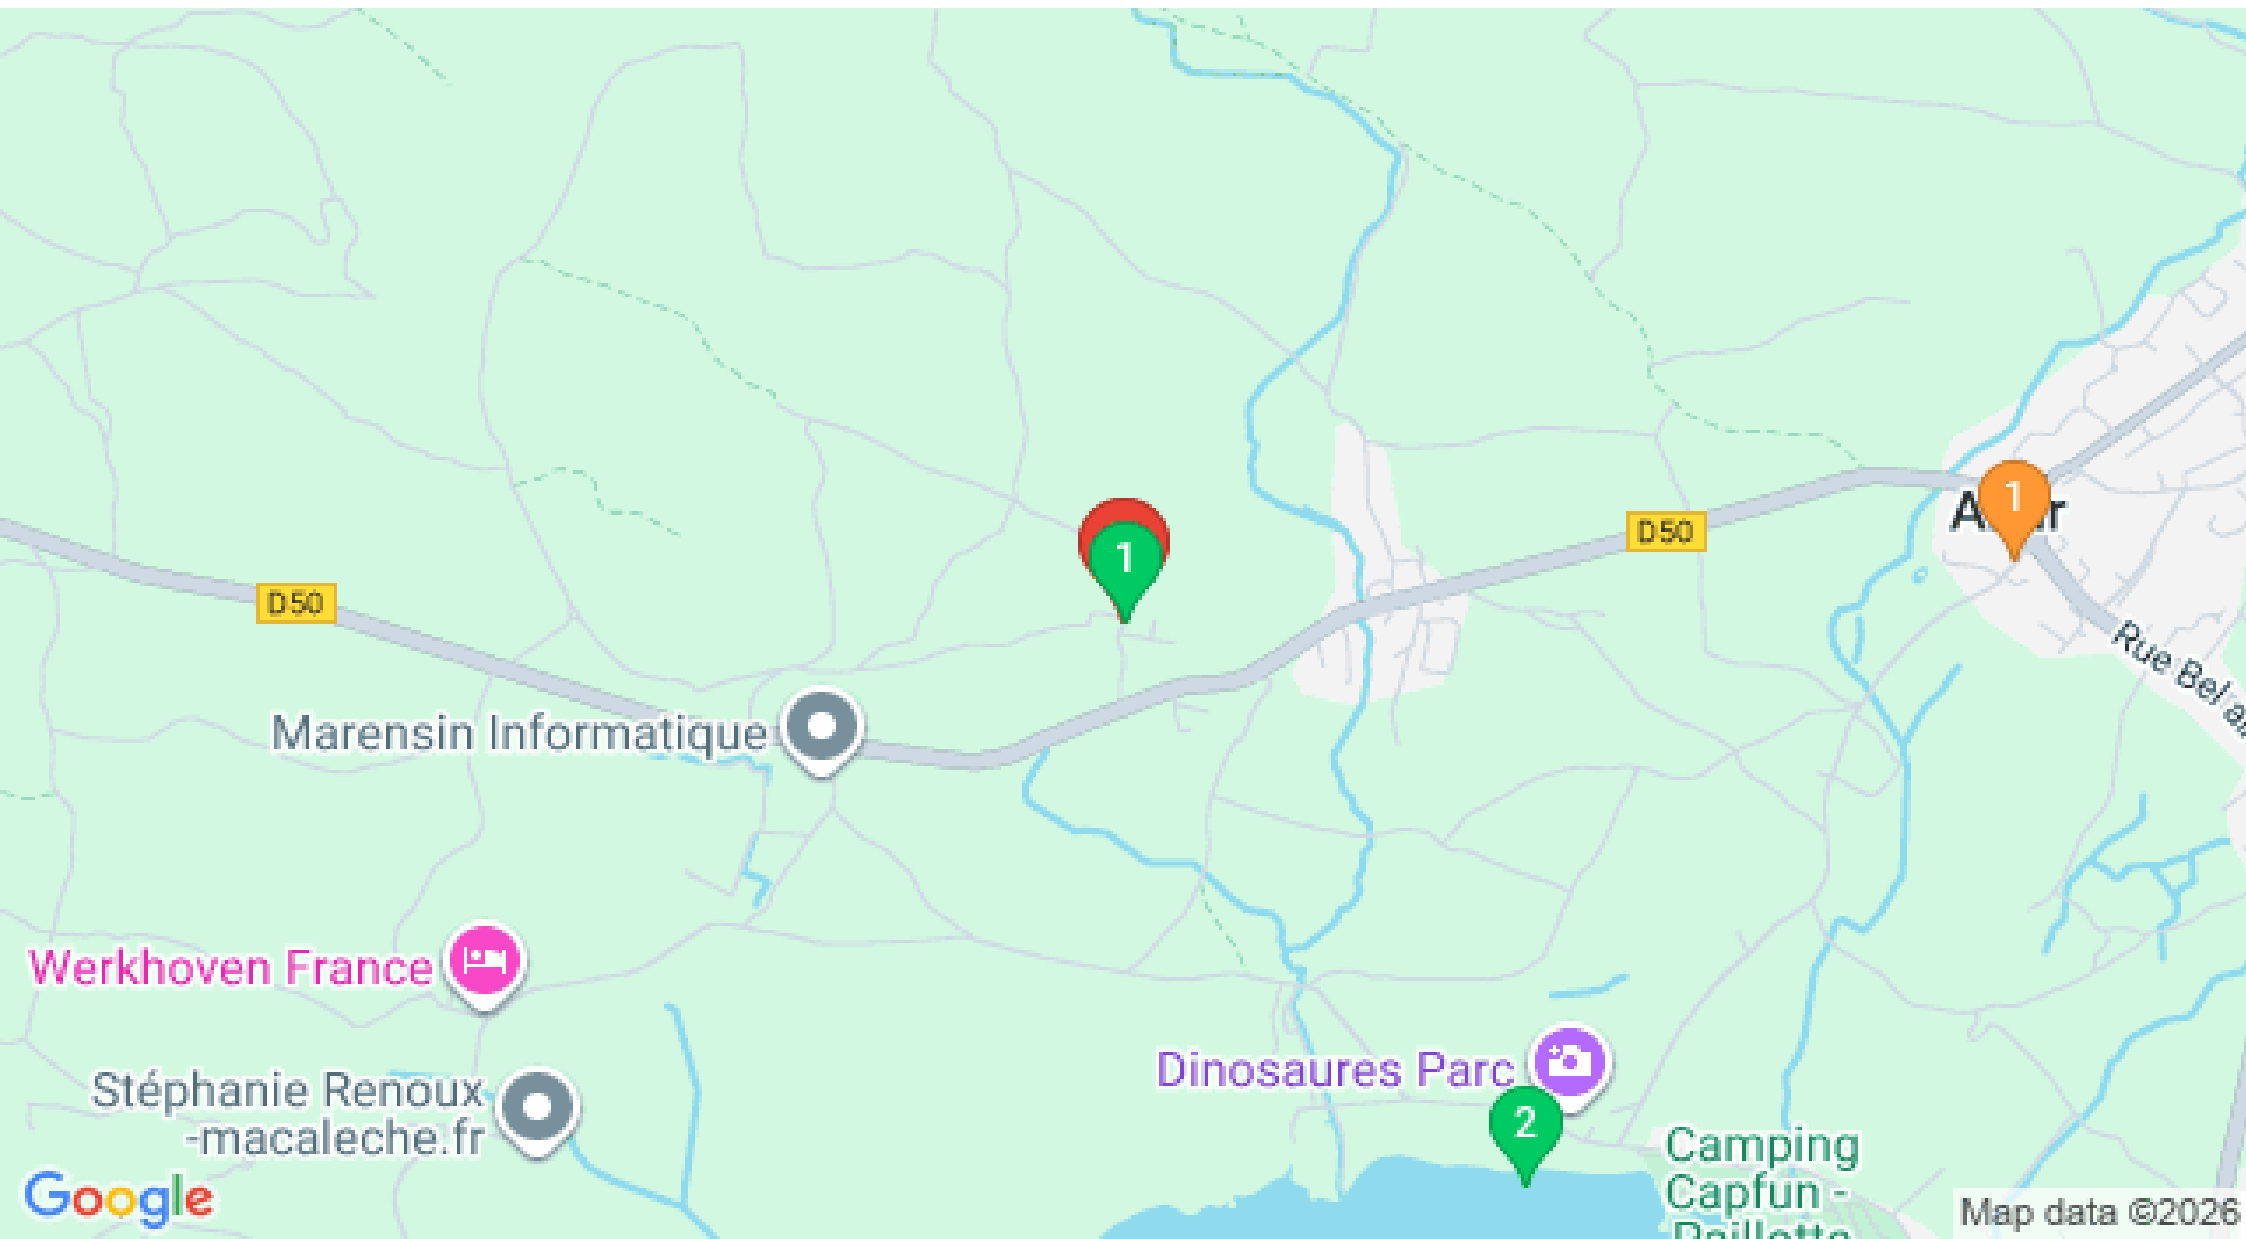 1
D50
1
D50
Rue Bel
Marensin Informatique
Werkhoven France
Dinosaures Parc
Stéphanie Renoux
-macaleche.fr
2
Camping
Capfun -
Google
Map data ©2026